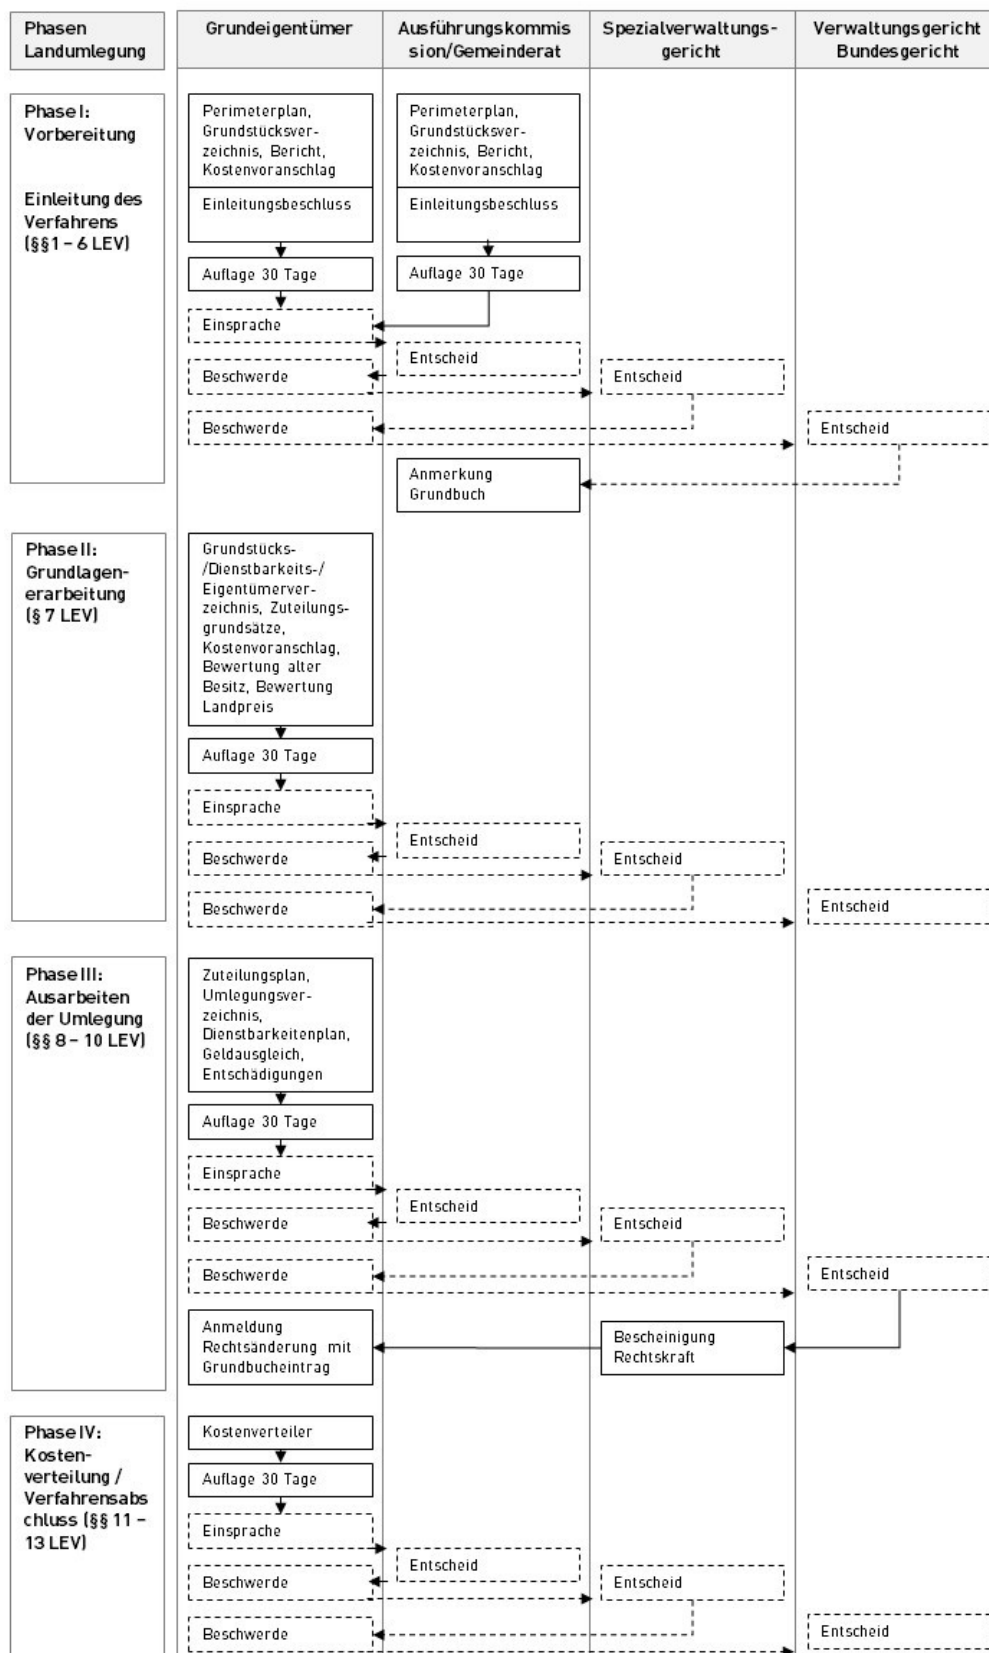 Phasen
Landumlegung
Grundeigentümer
Ausführungskommis
sion/Gemeinderat
Spezialverwaltungs-
gericht
Verwaltungsgericht
Bundesgericht
Phase I:
Vorbereitung
Einleitung des
Verfahrens
(§§1 – 6 LEV)
Perimeterplan,
Grundstücksver-
zeichnis, Bericht,
Kostenvoranschlag
Einleitungsbeschluss
Auflage 30 Tage
Perimeterplan,
Grundstücksver-
zeichnis, Bericht,
Kostenvoranschlag
Einleitungsbeschluss
Auflage 30 Tage
Einsprache
Entscheid
Beschwerde
Entscheid
Beschwerde
Entscheid
Anmerkung
Grundbuch
Phase II:
Grundlagen-
erarbeitung
(§ 7 LEV)
Grundstücks-
/Dienstbarkeits-/
Eigentümerver-
zeichnis, Zuteilungs-
grundsätze,
Kostenvoranschlag,
Bewertung alter
Besitz, Bewertung
Landpreis
Auflage 30 Tage
Einsprache
Entscheid
Beschwerde
Entscheid
Beschwerde
Entscheid
Phase III:
Ausarbeiten
der Umlegung
(§§ 8 – 10 LEV)
Zuteilungsplan,
Umlegungsver-
zeichnis,
Dienstbarkeitenplan,
Geldausgleich,
Entschädigungen
Auflage 30 Tage
Einsprache
Entscheid
Beschwerde
Entscheid
Beschwerde
Entscheid
Anmeldung
Rechtsänderung mit
Grundbucheintrag
Bescheinigung
Rechtskraft
Phase IV:
Kosten-
verteilung /
Verfahrensabs
chluss (§§ 11 –
13 LEV)
Kostenverteiler
Auflage 30 Tage
Einsprache
Entscheid
Beschwerde
Entscheid
Beschwerde
Entscheid